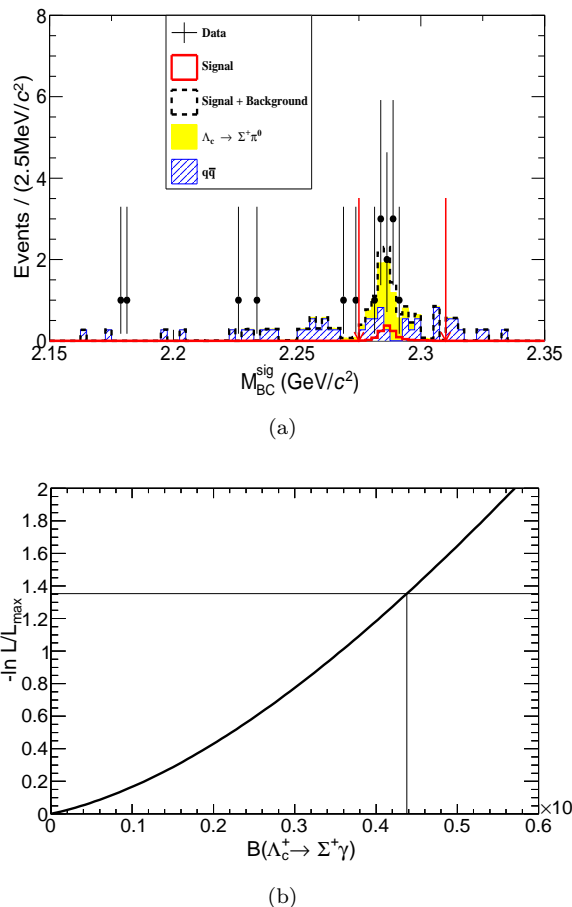 8
6
4
2
0
Events / (2.5MeV/c²)
Data
Signal
Signal + Background
Λc → Σ⁺π⁰
qq̅
2.15 2.2 2.25 2.3 2.35
M_BC^sig (GeV/c²)
(a)
2
1.8
1.6
1.4
1.2
1
0.8
0.6
0.4
0.2
0
-ln L/L_max
0 0.1 0.2 0.3 0.4 0.5 0.6
×10
B(Λc⁺→ Σ⁺γ)
(b)